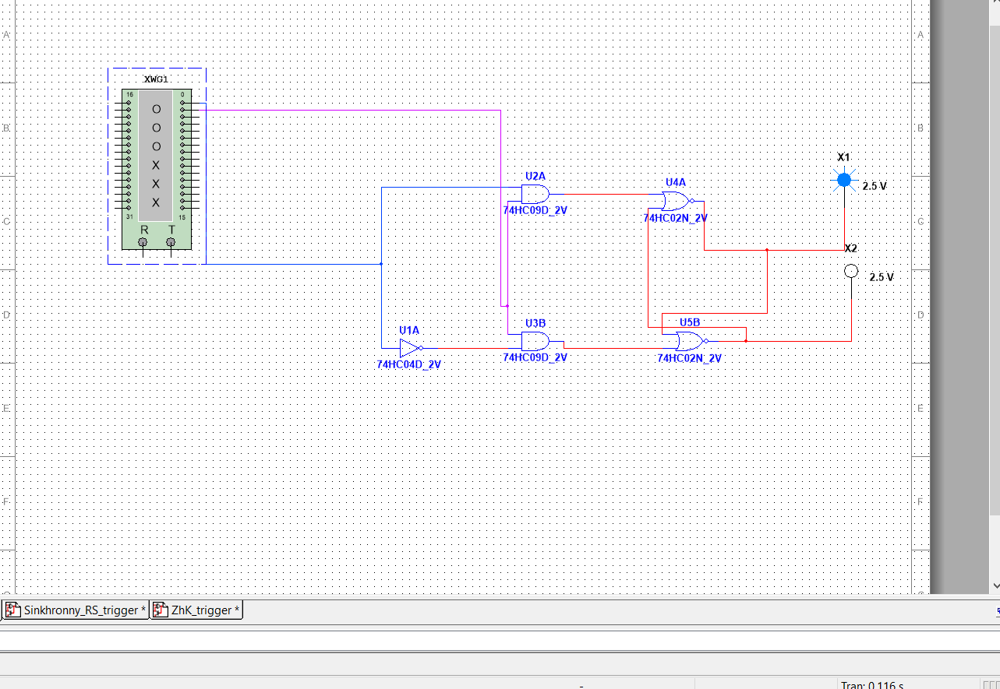 A
A
XWG1
16 0
O
B
B
O
O
X
X1
X
U2A
U4A
2.5 V
X
74HC09D_2V
31 15
74HC02N_2V
C
C
R T
X2
2.5 V
D
D
U3B
U5B
U1A
74HC09D_2V
74HC02N_2V
74HC04D_2V
E
E
F
F
Sinkhronny_RS_trigger *
ZhK_trigger *
-
Tran: 0.116 s